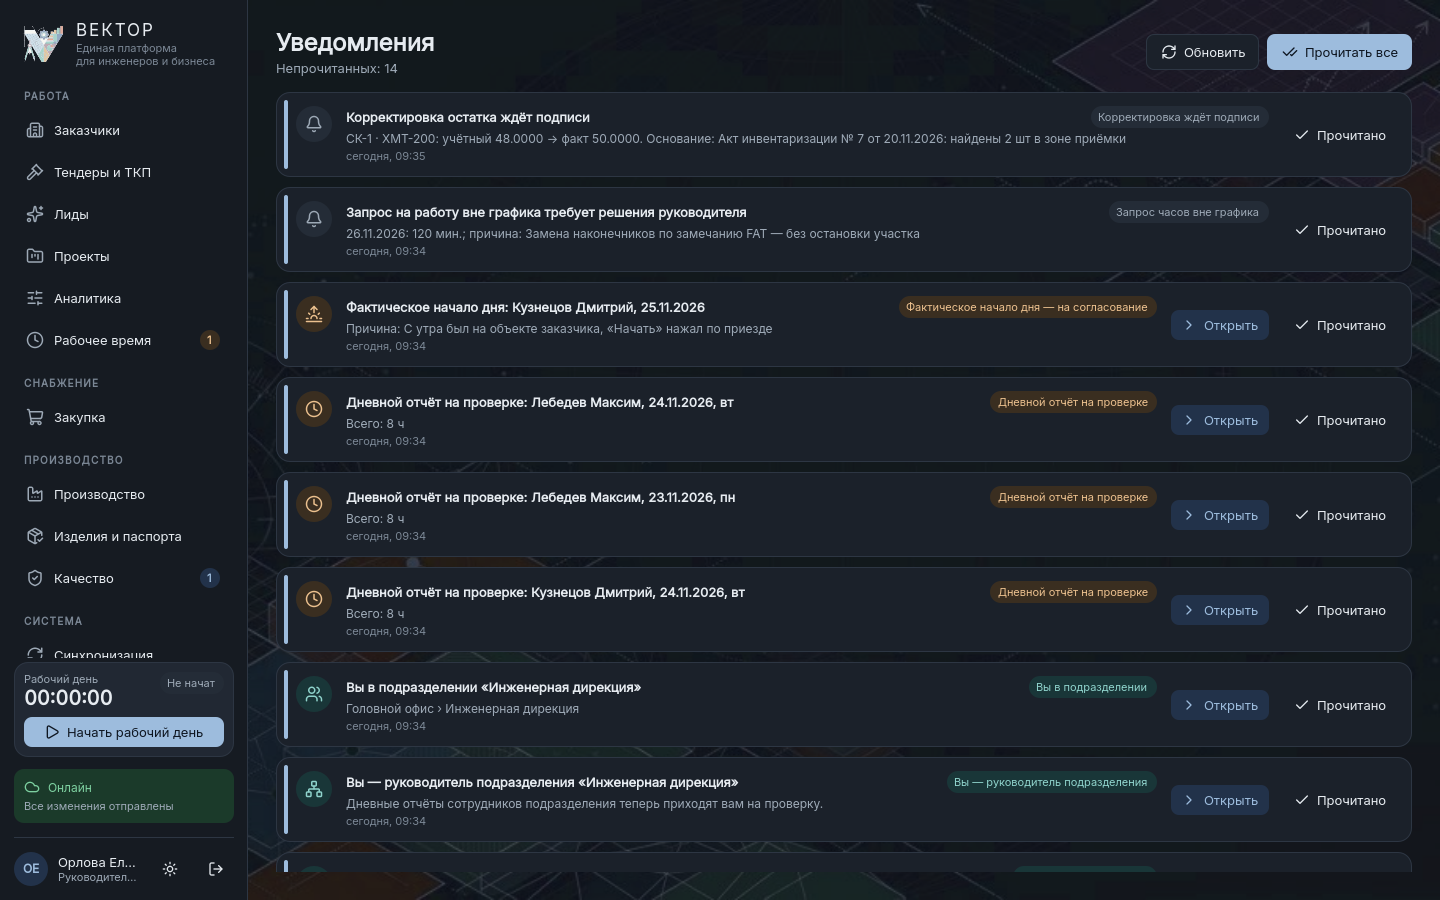 ВЕКТОР
Единая платформа
для инженеров и бизнеса
РАБОТА
Заказчики
Тендеры и ТКП
Лиды
Проекты
Аналитика
Рабочее время 1
СНАБЖЕНИЕ
Закупка
ПРОИЗВОДСТВО
Производство
Изделия и паспорта
Качество 1
СИСТЕМА
Синхронизация
Рабочий день
00:00:00
Не начат
Начать рабочий день
Онлайн
Все изменения отправлены
ОЕ
Орлова Ел...
Руководител...
Уведомления
Непрочитанных: 14
Обновить
Прочитать все
Корректировка остатка ждёт подписи
Корректировка ждёт подписи
СК-1 · ХМТ-200: учётный 48.0000 → факт 50.0000. Основание: Акт инвентаризации № 7 от 20.11.2026: найдены 2 шт в зоне приёмки
сегодня, 09:35
Прочитано
Запрос на работу вне графика требует решения руководителя
Запрос часов вне графика
26.11.2026: 120 мин.; причина: Замена наконечников по замечанию FAT — без остановки участка
сегодня, 09:34
Прочитано
Фактическое начало дня: Кузнецов Дмитрий, 25.11.2026
Фактическое начало дня — на согласование
Причина: С утра был на объекте заказчика, «Начать» нажал по приезде
сегодня, 09:34
Открыть
Прочитано
Дневной отчёт на проверке: Лебедев Максим, 24.11.2026, вт
Дневной отчёт на проверке
Всего: 8 ч
сегодня, 09:34
Открыть
Прочитано
Дневной отчёт на проверке: Лебедев Максим, 23.11.2026, пн
Дневной отчёт на проверке
Всего: 8 ч
сегодня, 09:34
Открыть
Прочитано
Дневной отчёт на проверке: Кузнецов Дмитрий, 24.11.2026, вт
Дневной отчёт на проверке
Всего: 8 ч
сегодня, 09:34
Открыть
Прочитано
Вы в подразделении «Инженерная дирекция»
Вы в подразделении
Головной офис › Инженерная дирекция
сегодня, 09:34
Открыть
Прочитано
Вы — руководитель подразделения «Инженерная дирекция»
Вы — руководитель подразделения
Дневные отчёты сотрудников подразделения теперь приходят вам на проверку.
сегодня, 09:34
Открыть
Прочитано